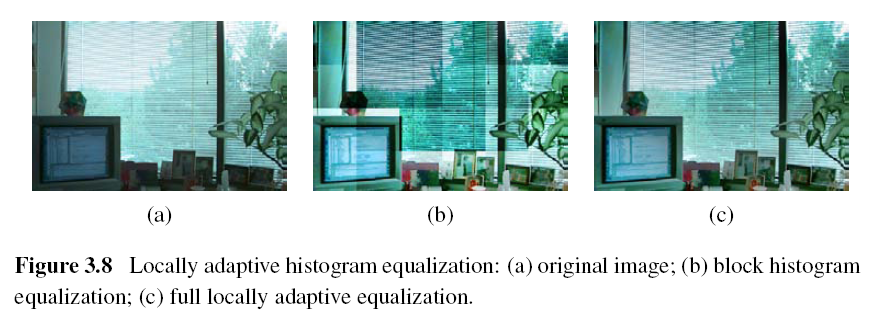 (a) (b) (c)
Figure 3.8 Locally adaptive histogram equalization: (a) original image; (b) block histogram
equalization; (c) full locally adaptive equalization.